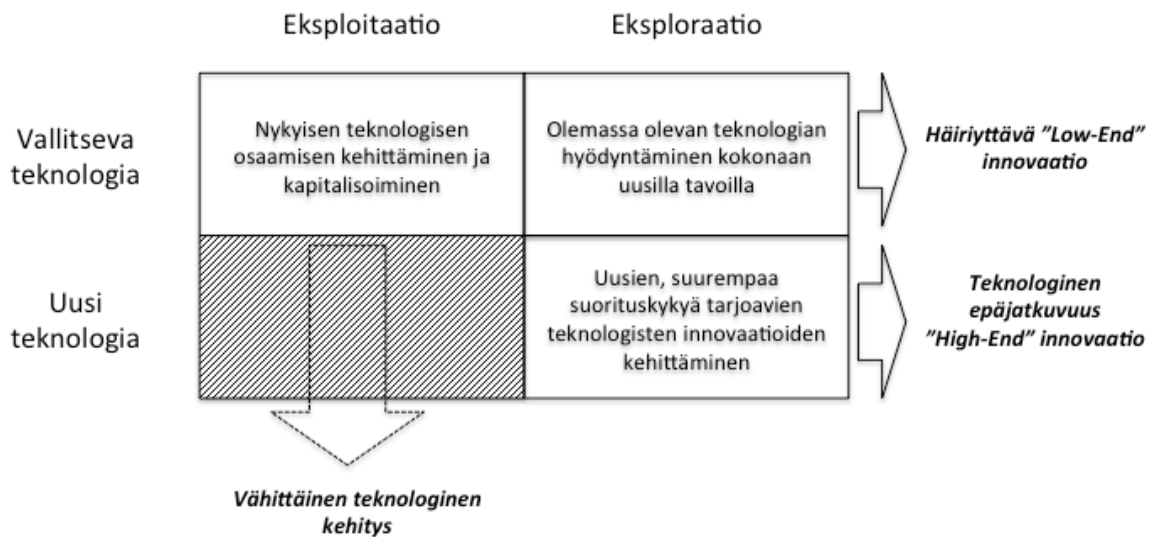 Eksploitaatio
Eksploraatio
Vallitseva
teknologia
Nykyisen teknologisen
osaamisen kehittäminen ja
kapitalisoiminen
Olemassa olevan teknologian
hyödyntäminen kokonaan
uusilla tavoilla
Häiriyttävä ”Low-End”
innovaatio
Uusi
teknologia
Uusien, suurempaa
suorituskykyä tarjoavien
teknologisten innovaatioiden
kehittäminen
Teknologinen
epäjatkuvuus
”High-End” innovaatio
Vähittäinen teknologinen
kehitys